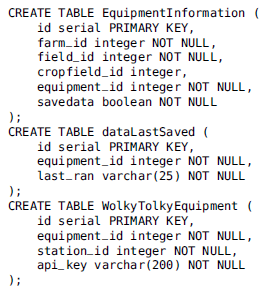 CREATE TABLE EquipmentInformation (
    id serial PRIMARY KEY,
    farm_id integer NOT NULL,
    field_id integer NOT NULL,
    cropfield_id integer,
    equipment_id integer NOT NULL,
    savedata boolean NOT NULL
);
CREATE TABLE dataLastSaved (
    id serial PRIMARY KEY,
    equipment_id integer NOT NULL,
    last_ran varchar(25) NOT NULL
);
CREATE TABLE WolkyTolkyEquipment (
    id serial PRIMARY KEY,
    equipment_id integer NOT NULL,
    station_id integer NOT NULL,
    api_key varchar(200) NOT NULL
);